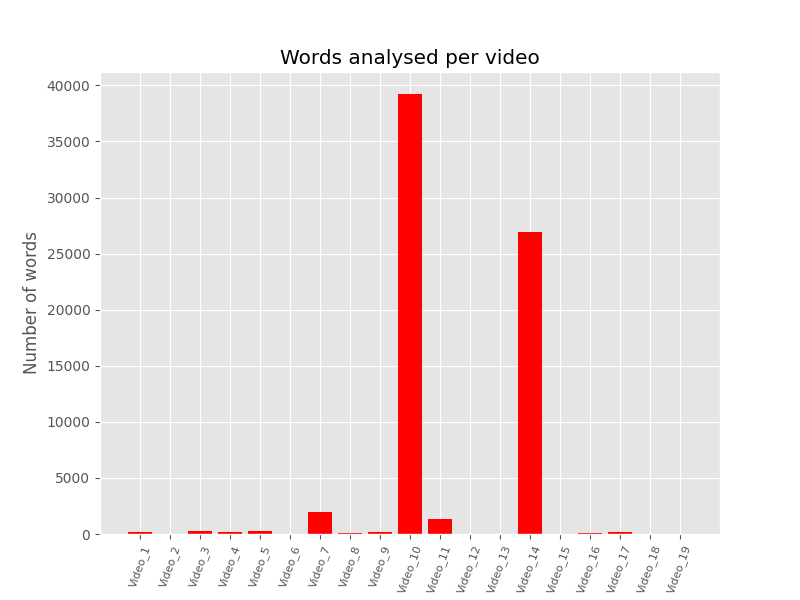 Words analysed per video
Number of words
40000
35000
30000
25000
20000
15000
10000
5000
0
Video_1
Video_2
Video_3
Video_4
Video_5
Video_6
Video_7
Video_8
Video_9
Video_10
Video_11
Video_12
Video_13
Video_14
Video_15
Video_16
Video_17
Video_18
Video_19